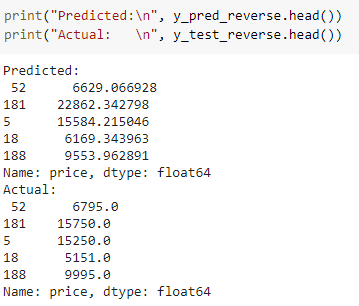 print("Predicted:\n", y_pred_reverse.head())
print("Actual:   \n", y_test_reverse.head())
Predicted:
 52      6629.066928
181    22862.342798
5      15584.215046
18      6169.343963
188     9553.962891
Name: price, dtype: float64
Actual:
 52      6795.0
181    15750.0
5      15250.0
18      5151.0
188     9995.0
Name: price, dtype: float64